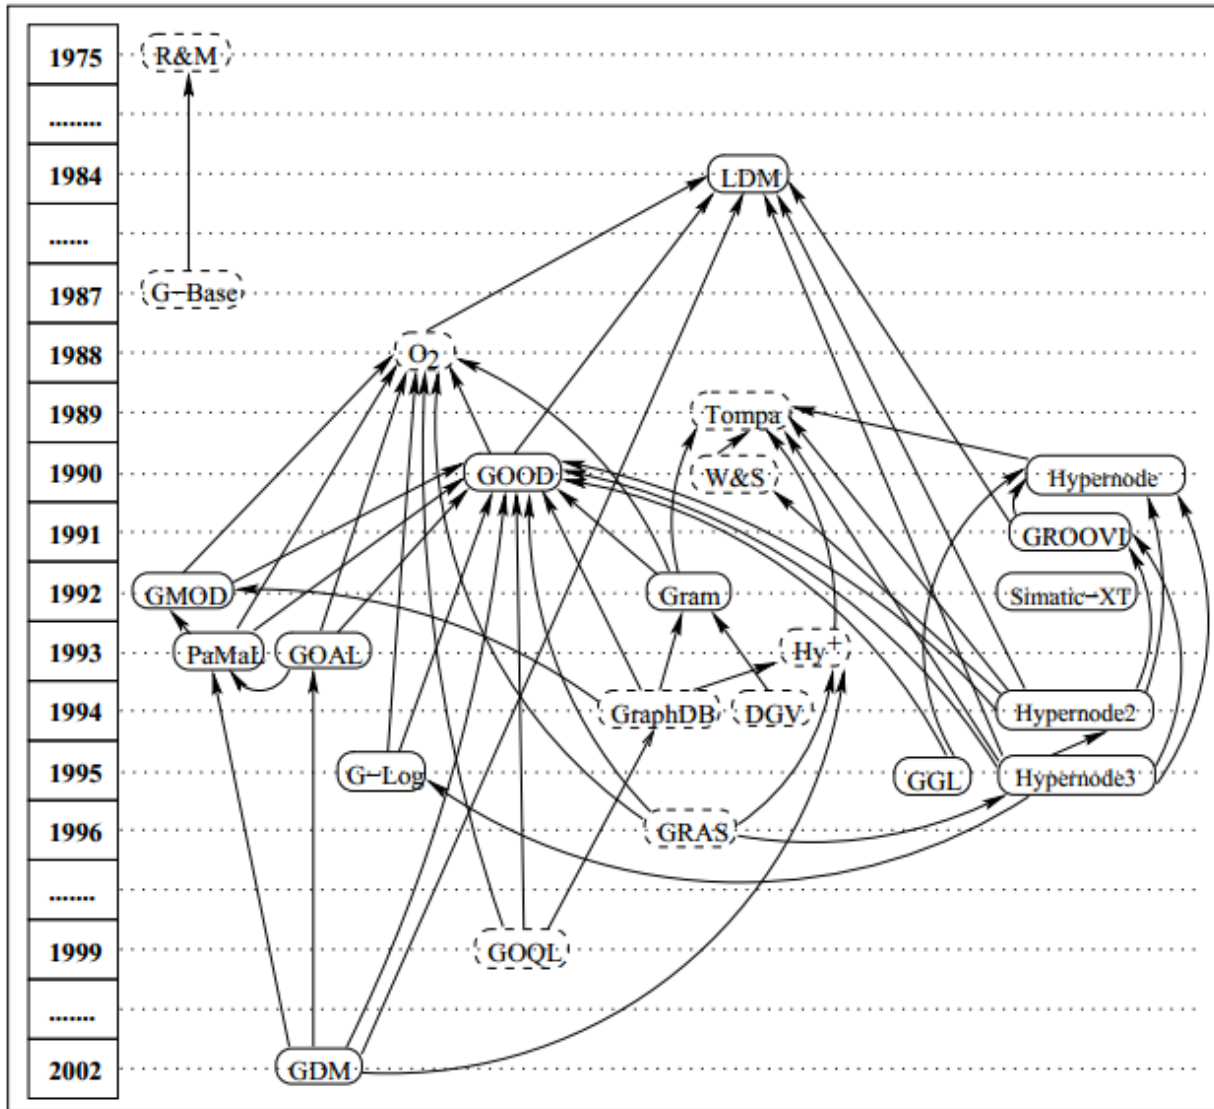 1975 R&M
........
1984 LDM
......
1987 G−Base
1988 O2
1989 Tompa
1990 GOOD W&S Hypernode
1991 GROOVI
1992 GMOD Gram Simatic−XT
1993 PaMaL GOAL Hy+
1994 GraphDB DGV Hypernode2
1995 G−Log GGL Hypernode3
1996 GRAS
.......
1999 GOQL
.......
2002 GDM